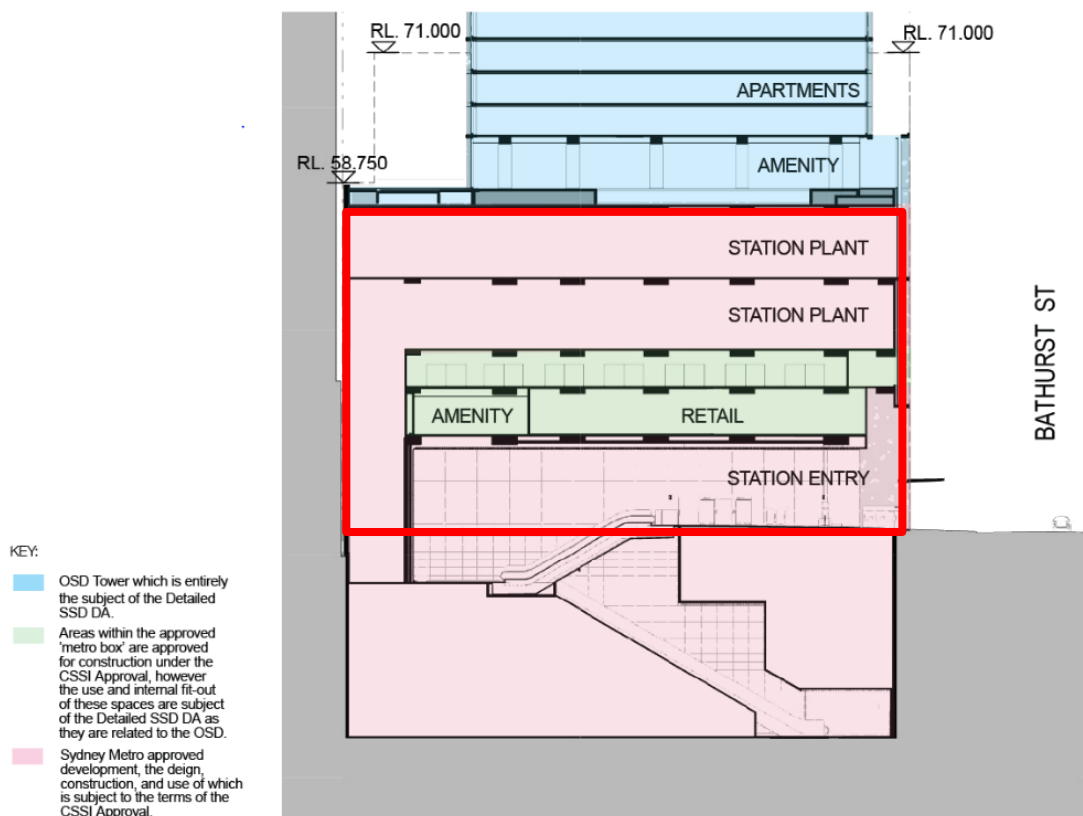 RL. 71.000
RL. 71.000
APARTMENTS
RL. 58.750
AMENITY
STATION PLANT
STATION PLANT
BATHURST ST
AMENITY
RETAIL
STATION ENTRY
KEY:
OSD Tower which is entirely
the subject of the Detailed
SSD DA.
Areas within the approved
'metro box' are approved
for construction under the
CSSI Approval, however
the use and internal fit-out
of these spaces are subject
of the Detailed SSD DA as
they are related to the OSD.
Sydney Metro approved
development, the deign,
construction, and use of which
is subject to the terms of the
CSSI Approval.